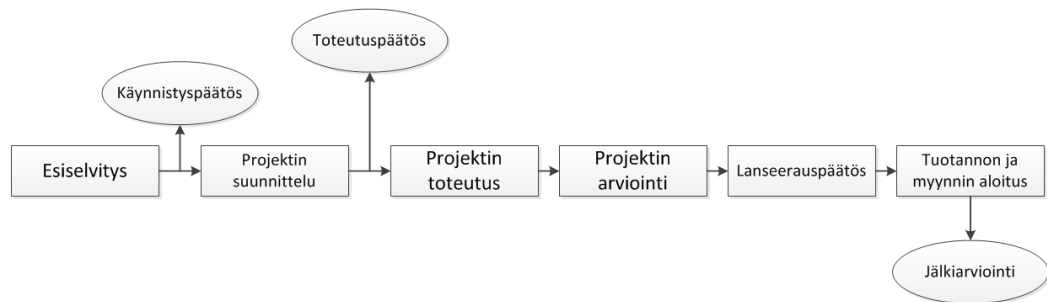 Toteutuspäätös
Käynnistyspäätös
Esiselvitys
Projektin
suunnittelu
Projektin
toteutus
Projektin
arviointi
Lanseerauspäätös
Tuotannon ja
myynnin aloitus
Jälkiarviointi